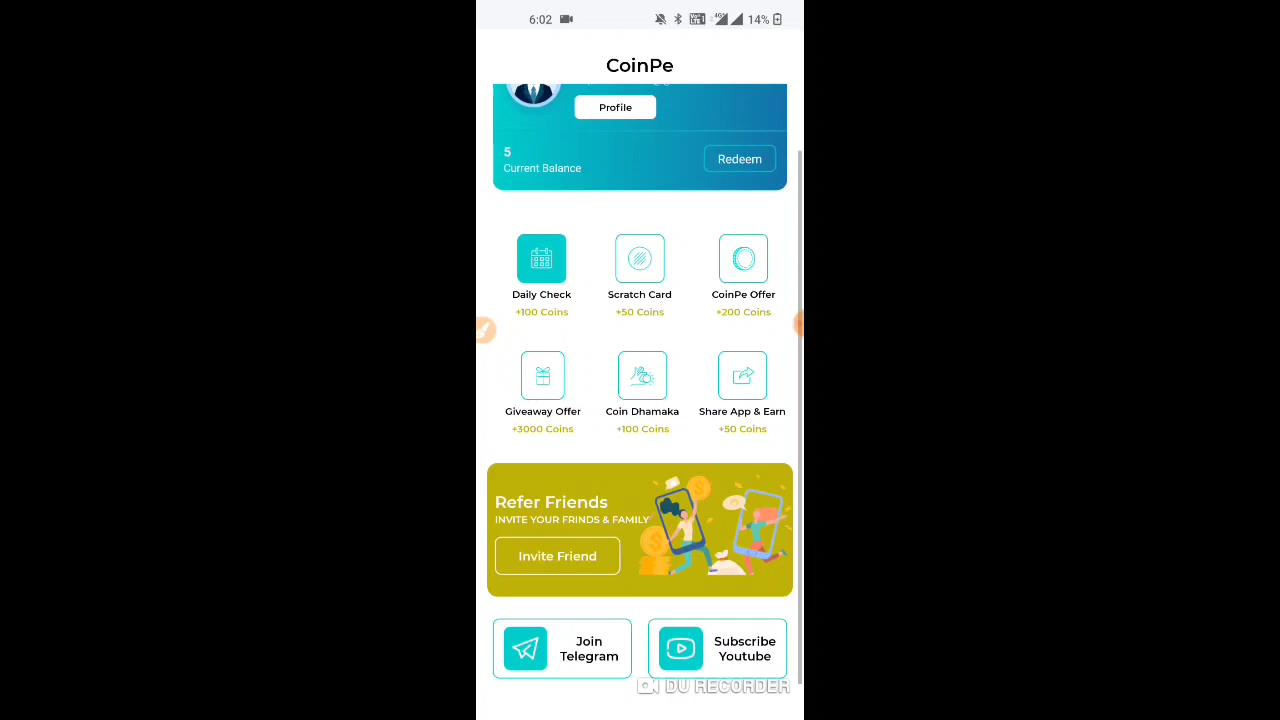 6:02
14%
CoinPe
Profile
5
Current Balance
Redeem
Daily Check
Scratch Card
CoinPe Offer
+100 Coins
+50 Coins
+200 Coins
Giveaway Offer
Coin Dhamaka
Share App & Earn
+3000 Coins
+100 Coins
+50 Coins
Refer Friends
INVITE YOUR FRINDS & FAMILY
Invite Friend
Join
Telegram
Subscribe
Youtube
DU RECORDER